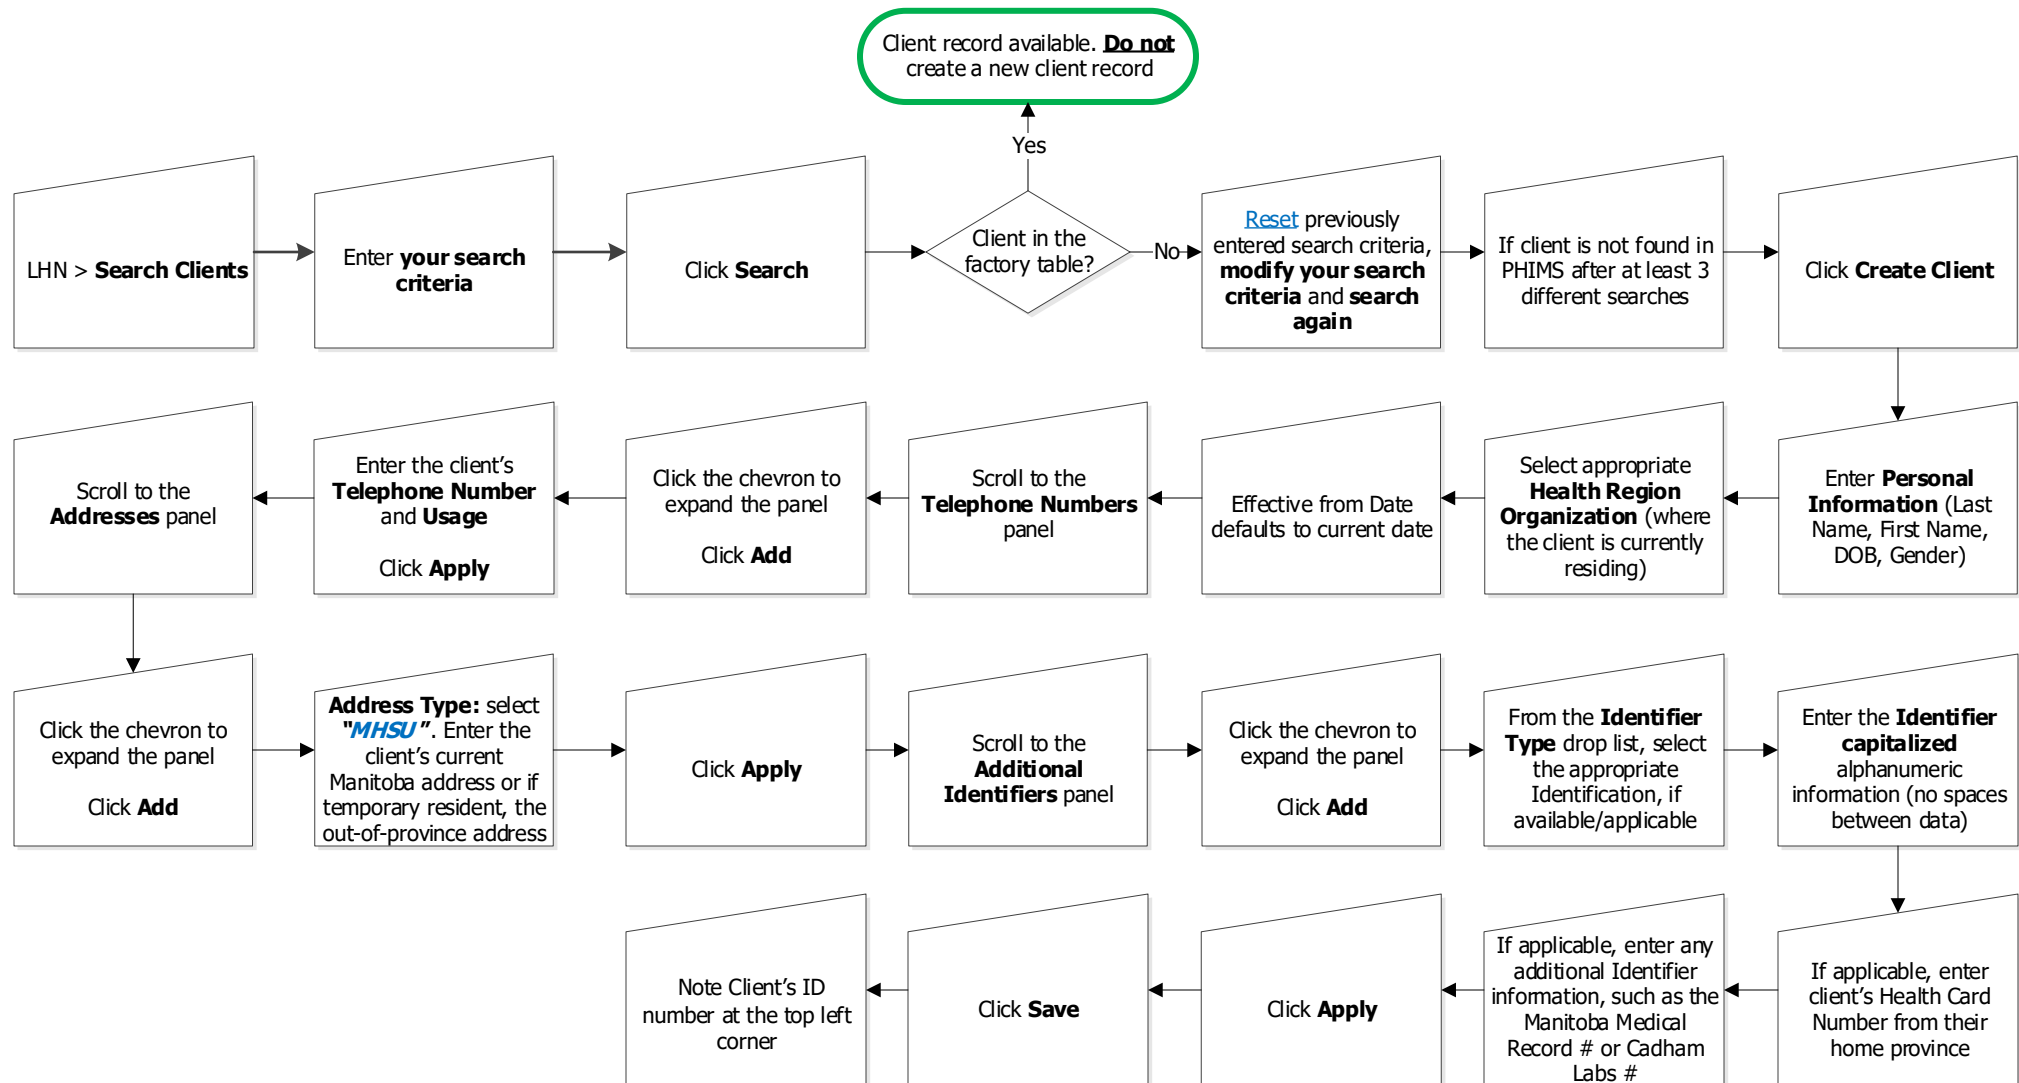 Client record available. Do not
create a new client record
Yes
LHN > Search Clients
Enter your search
criteria
Click Search
Client in the
factory table?
No
Reset previously
entered search criteria,
modify your search
criteria and search
again
If client is not found in
PHIMS after at least 3
different searches
Click Create Client
Enter Personal
Information (Last
Name, First Name,
DOB, Gender)
Select appropriate
Health Region
Organization (where
the client is currently
residing)
Effective from Date
defaults to current date
Scroll to the
Telephone Numbers
panel
Click the chevron to
expand the panel
Click Add
Enter the client's
Telephone Number
and Usage
Click Apply
Scroll to the
Addresses panel
Click the chevron to
expand the panel
Click Add
Address Type: select
"MHSU". Enter the
client's current
Manitoba address or if
temporary resident, the
out-of-province address
Click Apply
Scroll to the
Additional
Identifiers panel
Click the chevron to
expand the panel
Click Add
From the Identifier
Type drop list, select
the appropriate
Identification, if
available/applicable
Enter the Identifier
capitalized
alphanumeric
information (no spaces
between data)
If applicable, enter
client's Health Card
Number from their
home province
If applicable, enter any
additional Identifier
information, such as the
Manitoba Medical
Record # or Cadham
Labs #
Click Apply
Click Save
Note Client's ID
number at the top left
corner